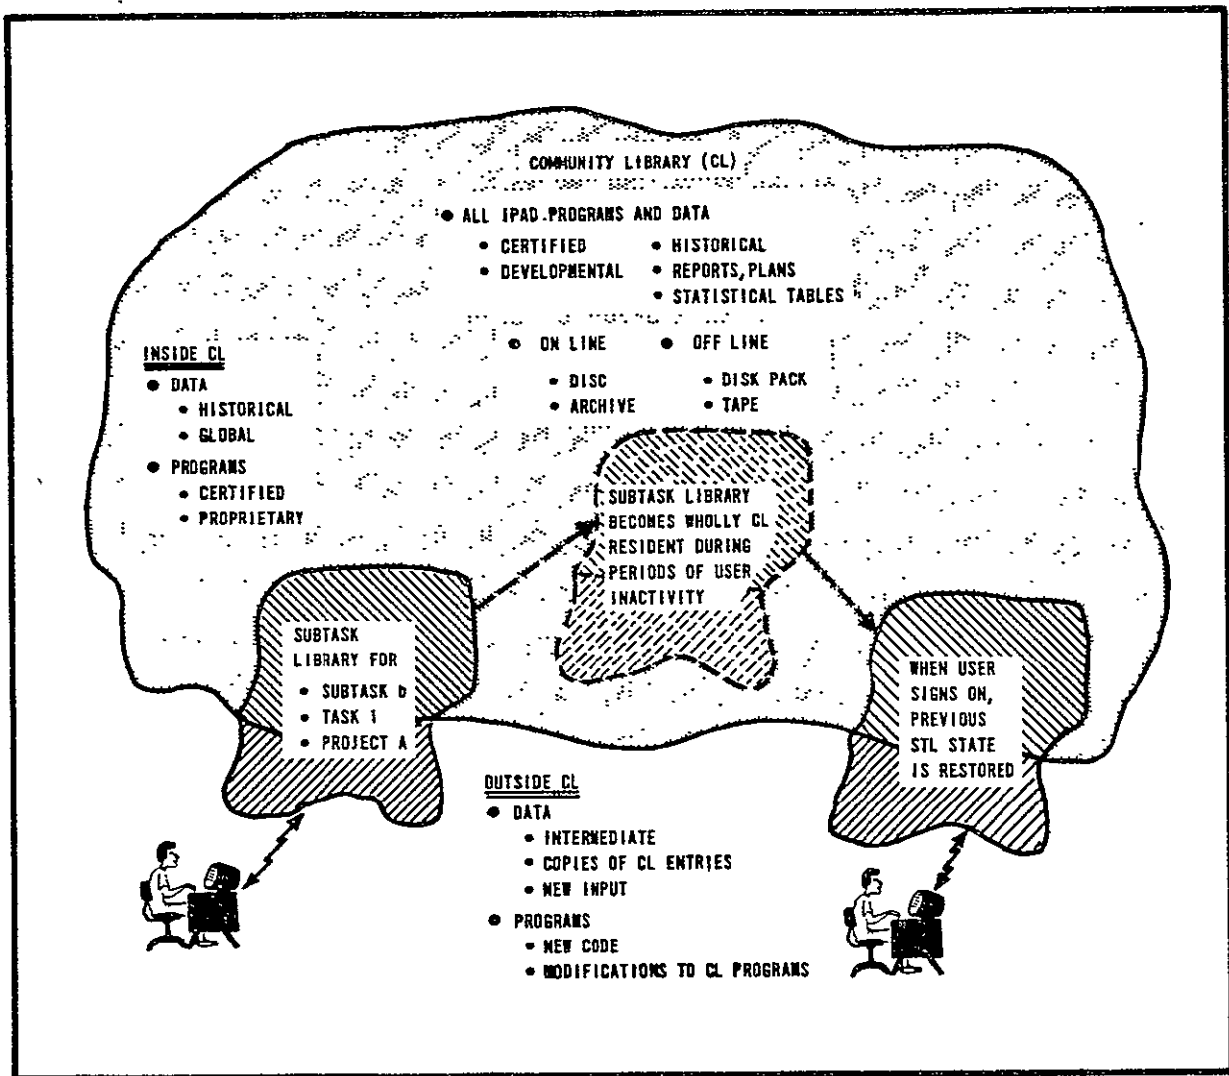 COMMUNITY LIBRARY (CL)
● ALL IPAD PROGRAMS AND DATA
• CERTIFIED
• DEVELOPMENTAL
• HISTORICAL
• REPORTS, PLANS
• STATISTICAL TABLES
● ON LINE
• DISC
• ARCHIVE
● OFF LINE
• DISK PACK
• TAPE
INSIDE CL
● DATA
• HISTORICAL
• GLOBAL
● PROGRAMS
• CERTIFIED
• PROPRIETARY
SUBTASK LIBRARY
BECOMES WHOLLY CL
RESIDENT DURING
PERIODS OF USER
INACTIVITY
SUBTASK
LIBRARY FOR
• SUBTASK b
• TASK 1
• PROJECT A
WHEN USER
SIGNS ON,
PREVIOUS
STL STATE
IS RESTORED
OUTSIDE CL
● DATA
• INTERMEDIATE
• COPIES OF CL ENTRIES
• NEW INPUT
● PROGRAMS
• NEW CODE
• MODIFICATIONS TO CL PROGRAMS